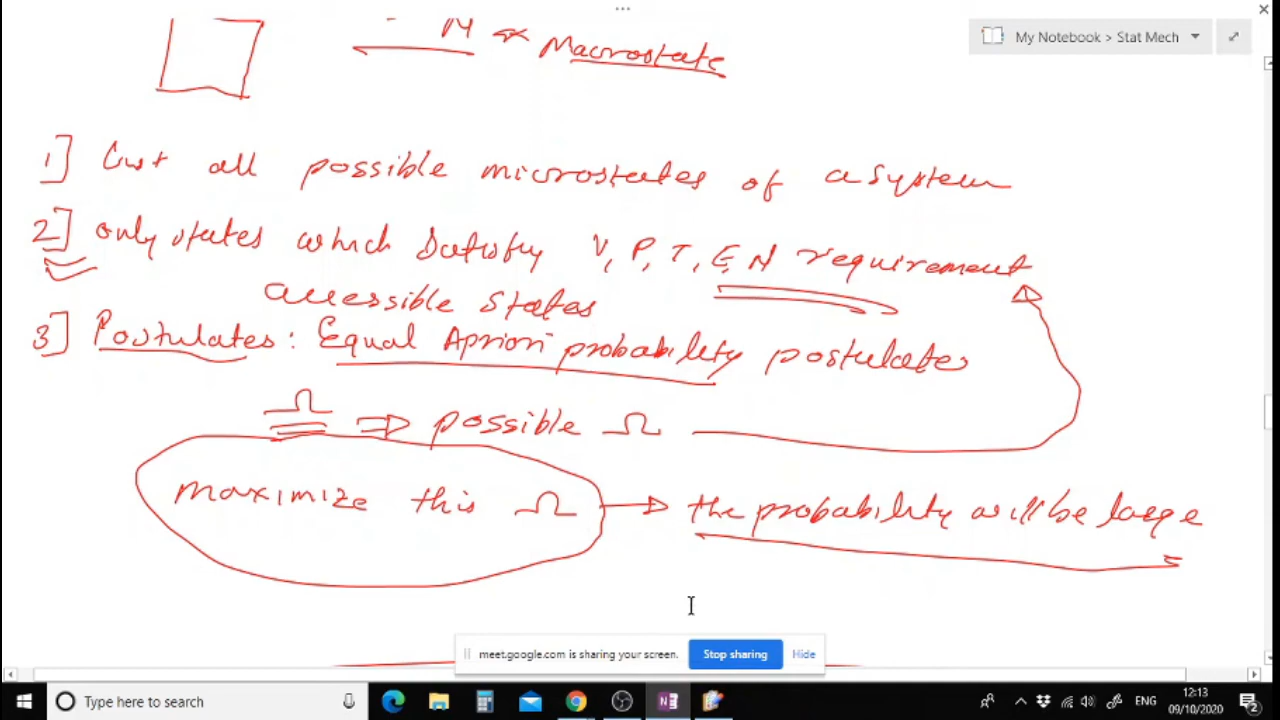 My Notebook > Stat Mech
M
Macrostate
1] List all possible microstates of a system
2] only states which satisfy V, P, T, E, N requirement
accessible states
3] Postulates: Equal Apriori probability postulates
Ω ⇒ possible Ω
maximize this Ω → the probability will be large
meet.google.com is sharing your screen. Stop sharing Hide
Type here to search
ENG
12:13
09/10/2020
2